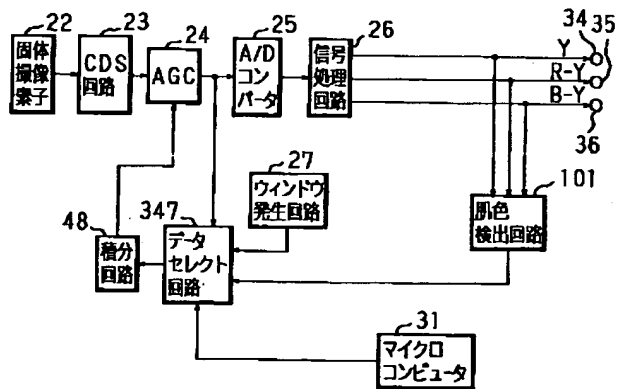 22
固体
撮像
素子
23
CDS
回路
24
AGC
25
A/D
コン
バータ
26
信号
処理
回路
Y
34
35
R-Y
B-Y
36
27
ウィンドウ
発生回路
101
肌色
検出回路
48
積分
回路
347
データ
セレクト
回路
31
マイクロ
コンピュータ